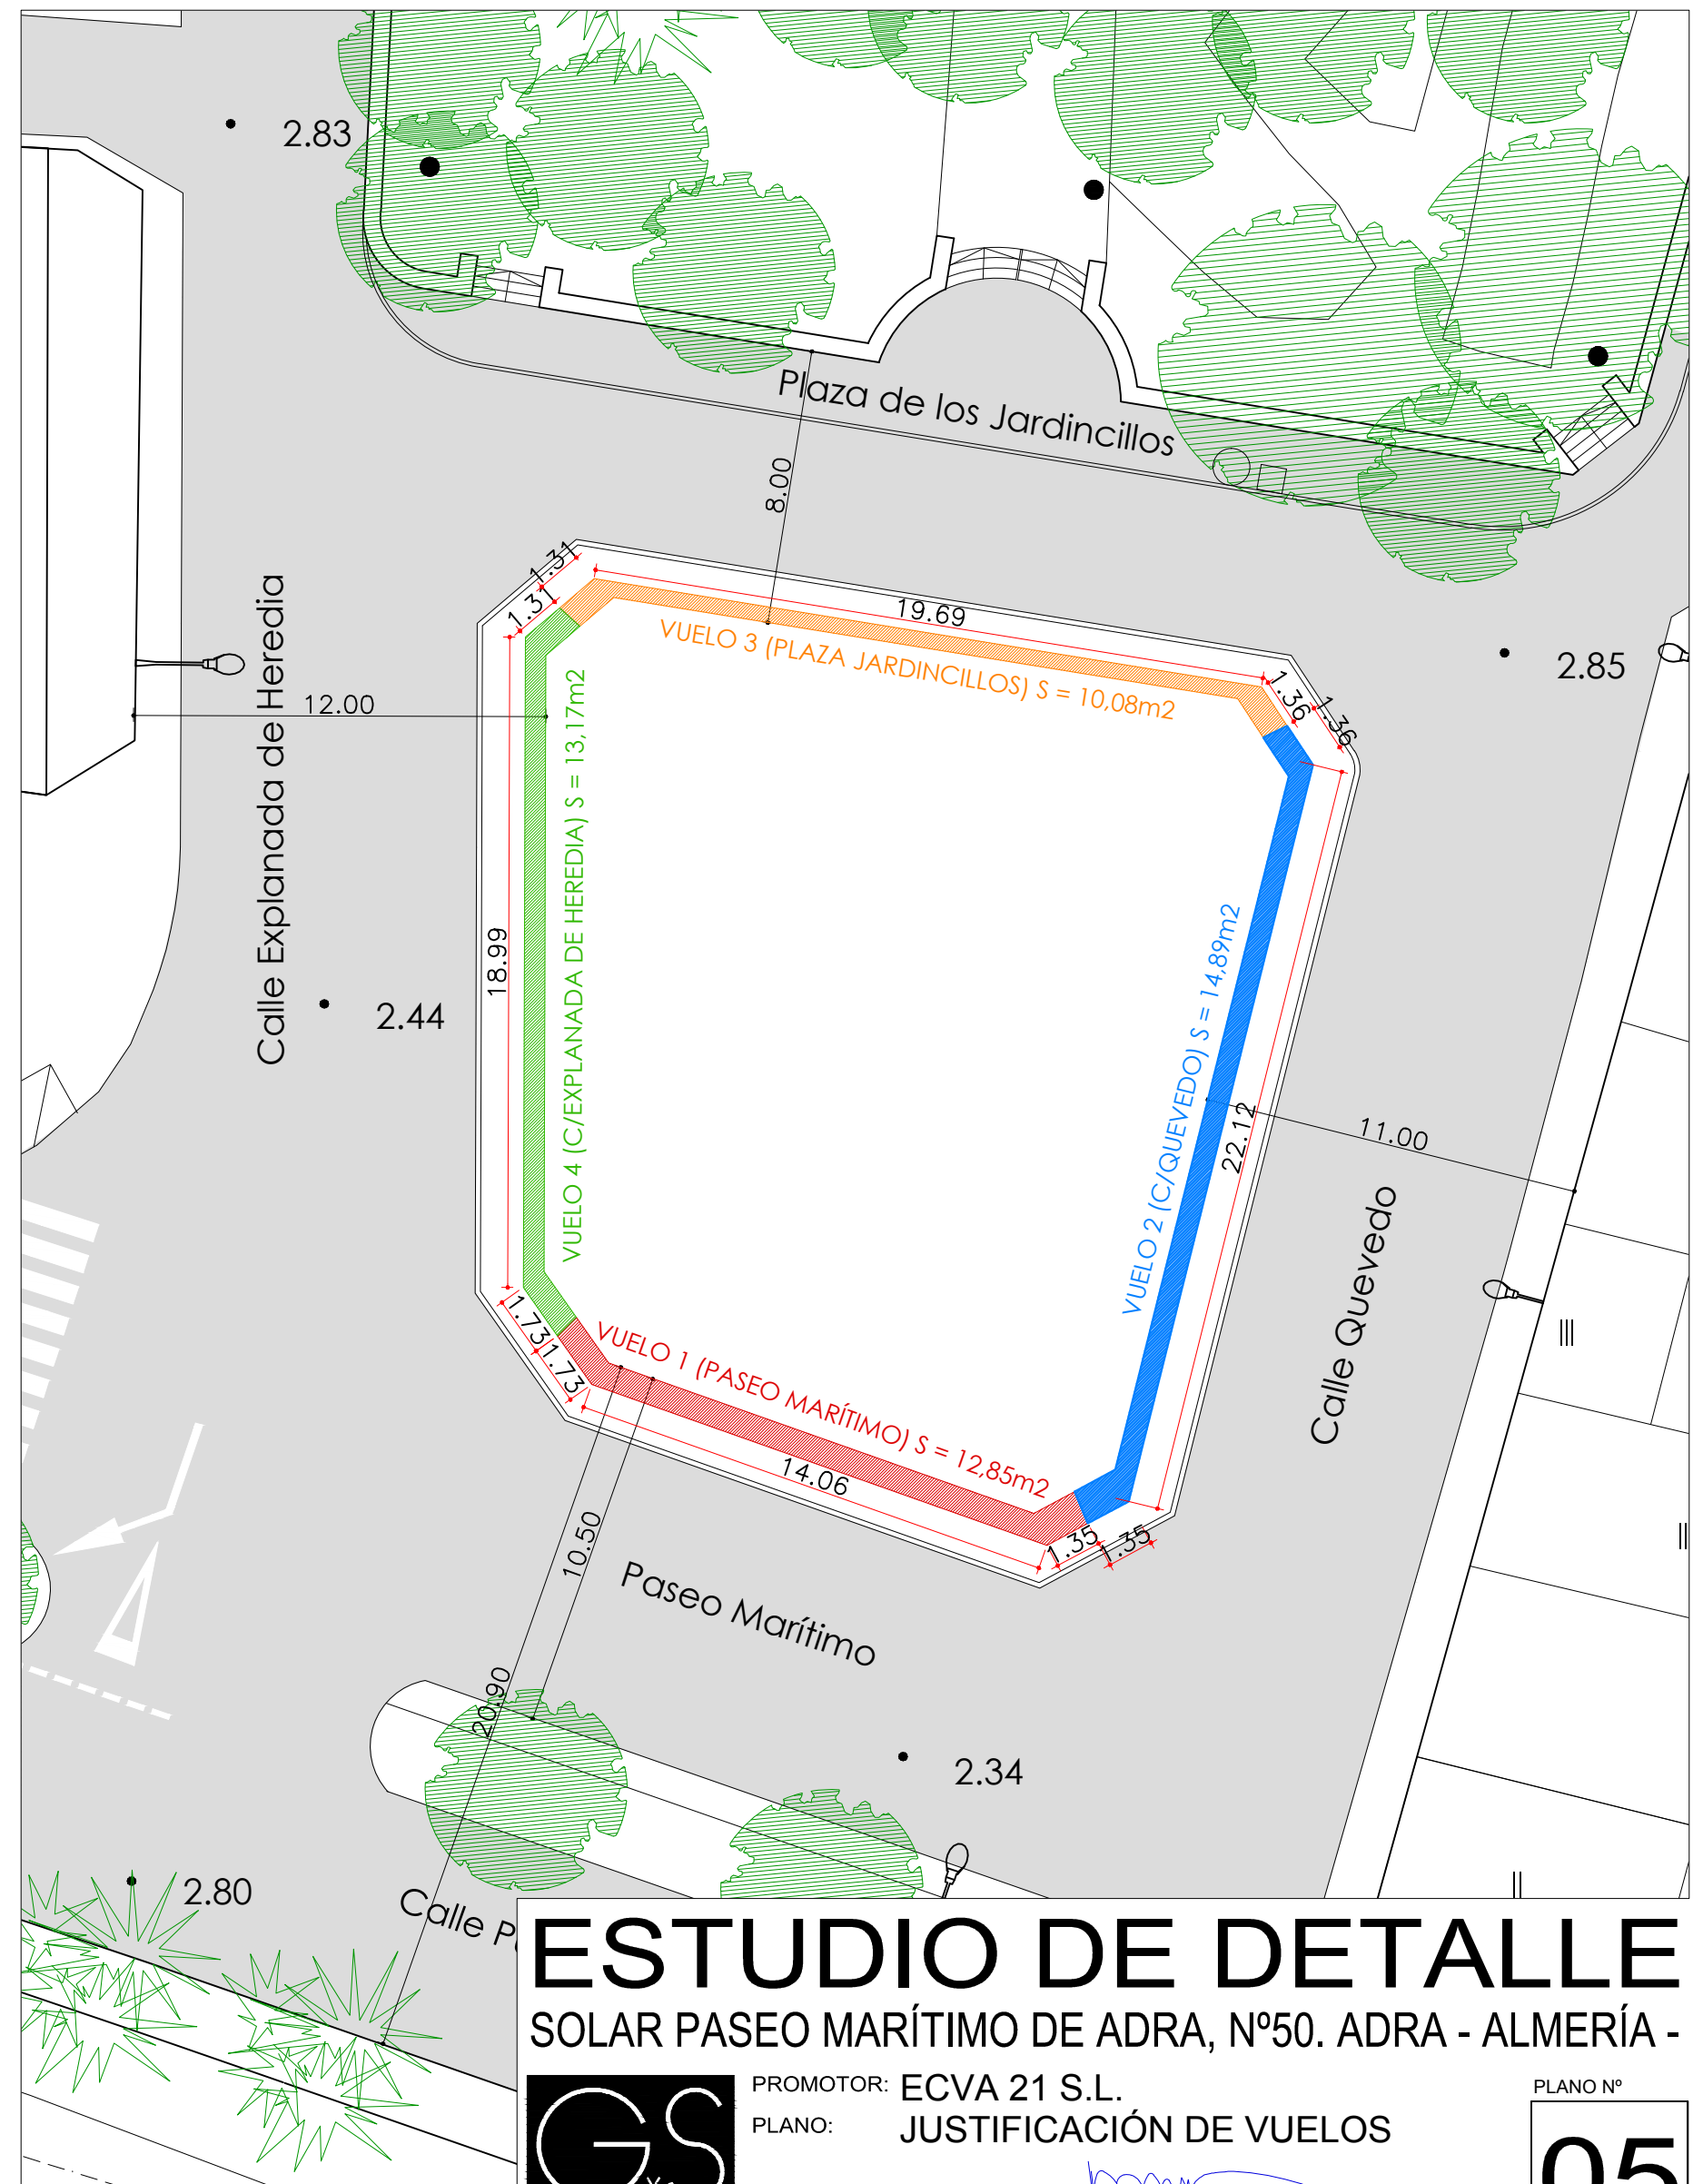 2.83
Plaza de los Jardincillos
8.00
1.31
1.31
19.69
VUELO 3 (PLAZA JARDINCILLOS) S = 10,08m2
1.36
1.36
2.85
Calle Explanada de Heredia
12.00
VUELO 4 (C/EXPLANADA DE HEREDIA) S = 13,17m2
18.99
2.44
VUELO 2 (C/QUEVEDO) S = 14,89m2
22.12
11.00
Calle Quevedo
III
1.73
1.73
VUELO 1 (PASEO MARÍTIMO) S = 12,85m2
14.06
1.35
1.35
II
10.50
Paseo Marítimo
20.90
2.34
II
2.80
Calle
ESTUDIO DE DETALLE
SOLAR PASEO MARÍTIMO DE ADRA, Nº50. ADRA - ALMERÍA -
PROMOTOR: ECVA 21 S.L.
PLANO Nº
PLANO: JUSTIFICACIÓN DE VUELOS
GS
05